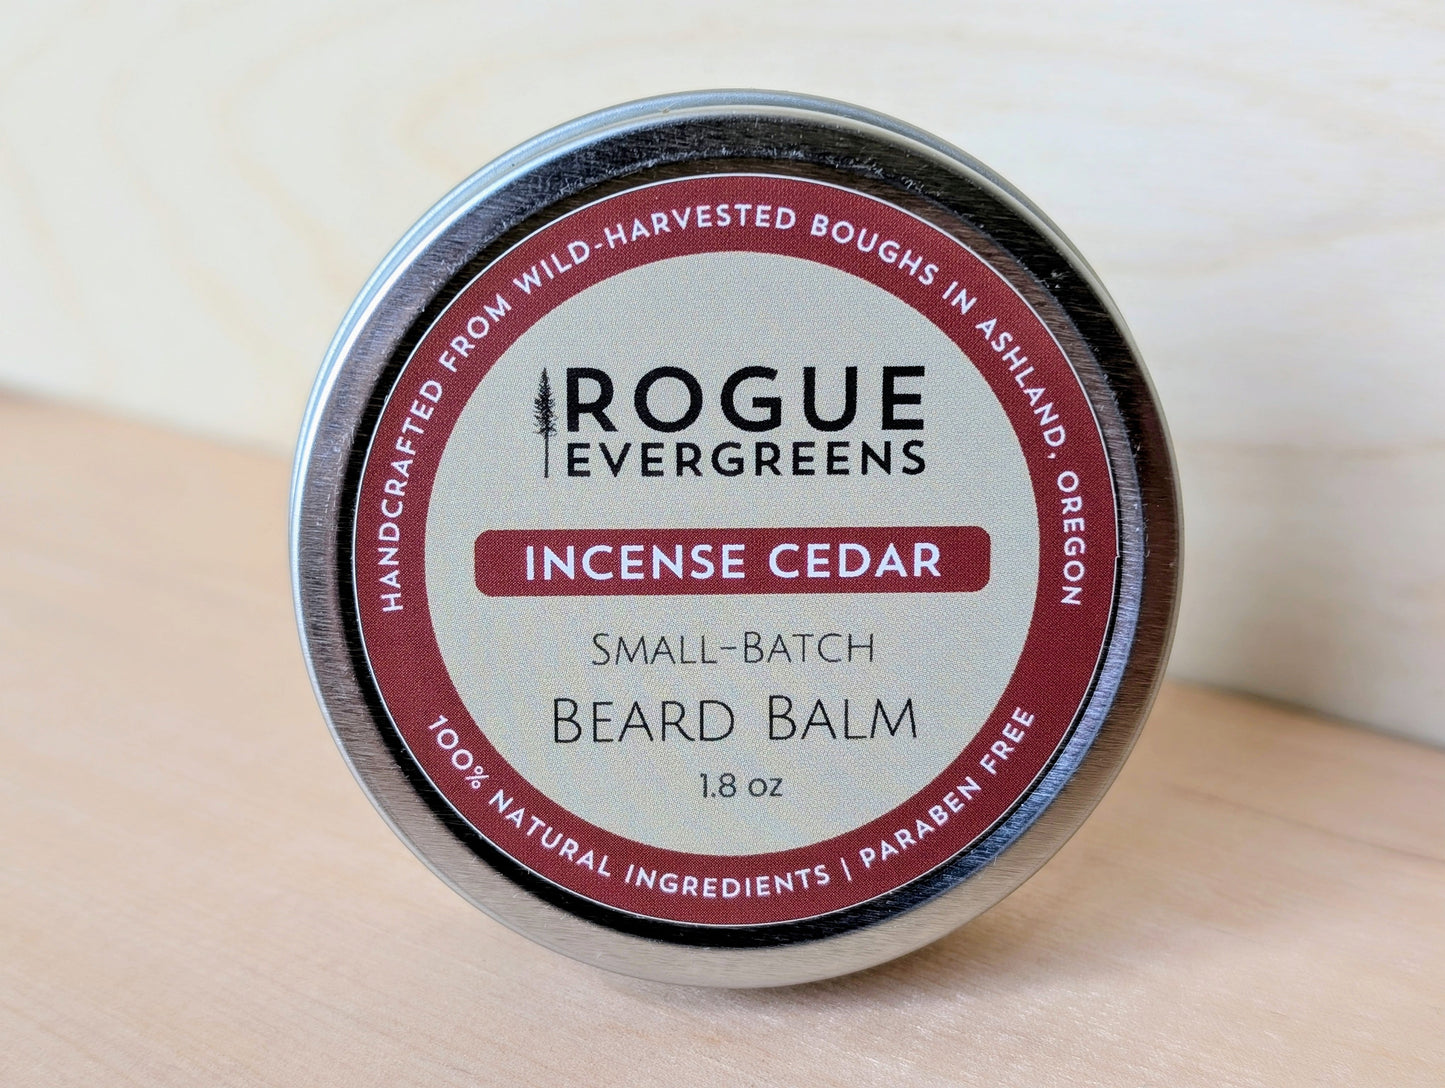 HANDCRAFTED FROM WILD-HARVESTED BOUGHS IN ASHLAND, OREGON
ROGUE
EVERGREENS
INCENSE CEDAR
SMALL-BATCH
BEARD BALM
1.8 oz
100% NATURAL INGREDIENTS | PARABEN FREE